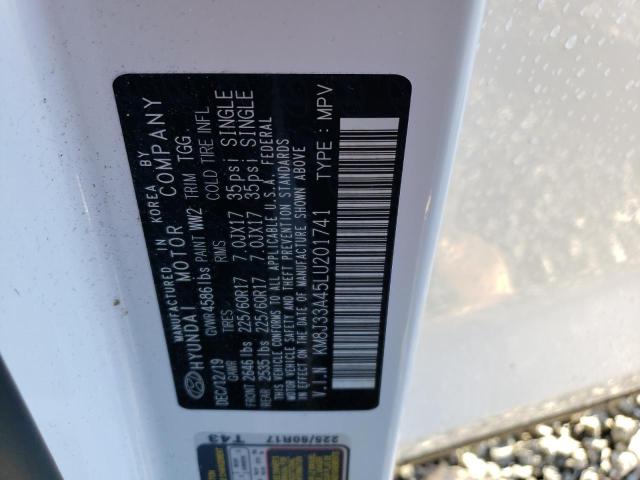 MANUFACTURED IN KOREA BY
HYUNDAI MOTOR COMPANY
DEC/12/19 GVWR 4586 lbs PAINT WW2 TRIM TGG
GAWR TIRES RMS COLD TIRE INFL
FRONT 2646 lbs 225/60R17 7.0JX17 35psi SINGLE
REAR 2535 lbs 225/60R17 7.0JX17 35psi SINGLE
THIS VEHICLE CONFORMS TO ALL APPLICABLE U.S.A. FEDERAL
MOTOR VEHICLE SAFETY, BUMPER, AND THEFT PREVENTION STANDARDS
IN EFFECT ON THE DATE OF MANUFACTURE SHOWN ABOVE
V.I.N KM8J33A45LU201741 TYPE : MPV
T43
225/60R17